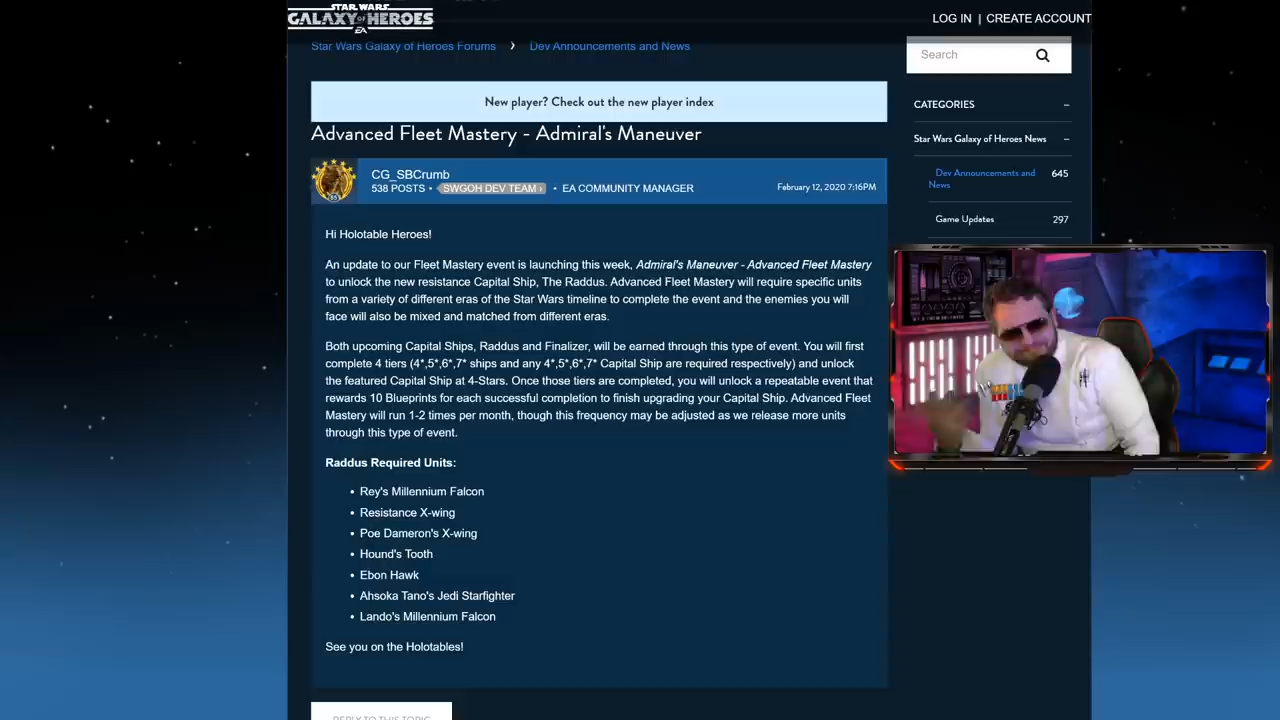 STAR WARS
GALAXY OF HEROES
EA
LOG IN | CREATE ACCOUNT
Star Wars Galaxy of Heroes Forums › Dev Announcements and News
Search
New player? Check out the new player index
Advanced Fleet Mastery - Admiral's Maneuver
CG_SBCrumb
538 POSTS • SWGOH DEV TEAM › • EA COMMUNITY MANAGER
February 12, 2020 7:16PM
Hi Holotable Heroes!
An update to our Fleet Mastery event is launching this week, Admiral's Maneuver - Advanced Fleet Mastery
to unlock the new resistance Capital Ship, The Raddus. Advanced Fleet Mastery will require specific units
from a variety of different eras of the Star Wars timeline to complete the event and the enemies you will
face will also be mixed and matched from different eras.
Both upcoming Capital Ships, Raddus and Finalizer, will be earned through this type of event. You will first
complete 4 tiers (4*,5*,6*,7* ships and any 4*,5*,6*,7* Capital Ship are required respectively) and unlock
the featured Capital Ship at 4-Stars. Once those tiers are completed, you will unlock a repeatable event that
rewards 10 Blueprints for each successful completion to finish upgrading your Capital Ship. Advanced Fleet
Mastery will run 1-2 times per month, though this frequency may be adjusted as we release more units
through this type of event.
Raddus Required Units:
• Rey's Millennium Falcon
• Resistance X-wing
• Poe Dameron's X-wing
• Hound's Tooth
• Ebon Hawk
• Ahsoka Tano's Jedi Starfighter
• Lando's Millennium Falcon
See you on the Holotables!
REPLY TO THIS TOPIC
CATEGORIES –
Star Wars Galaxy of Heroes News –
Dev Announcements and 645
News
Game Updates 297